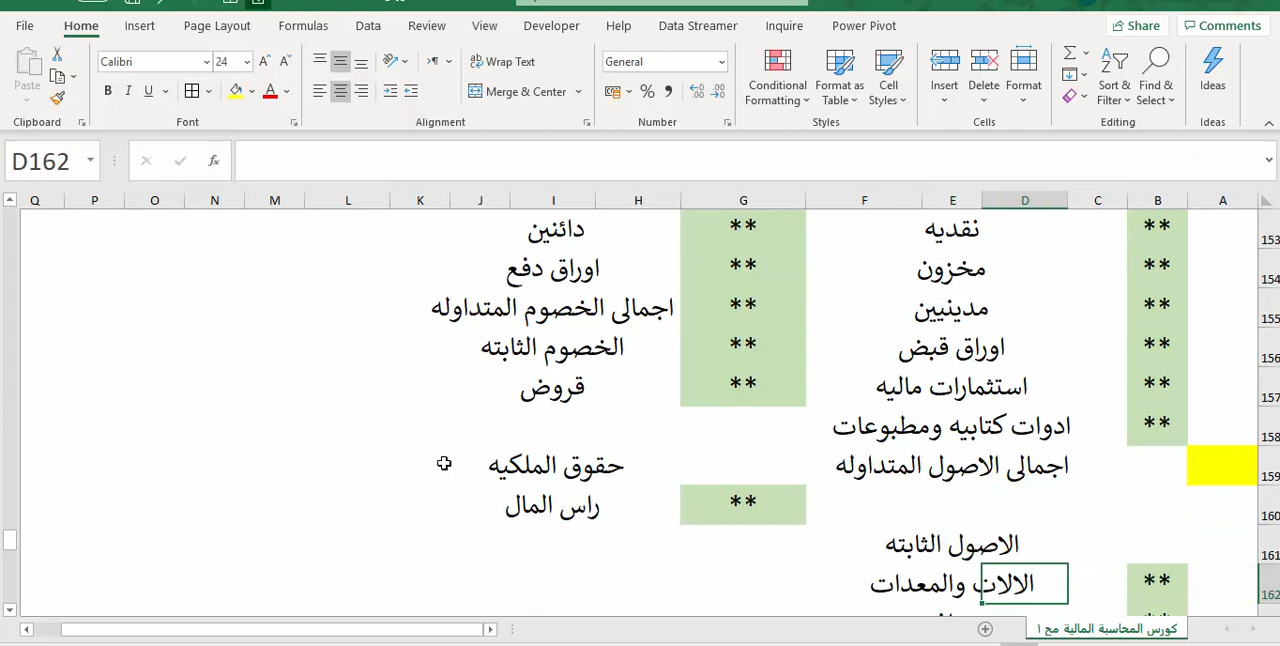 File Home Insert Page Layout Formulas Data Review View Developer Help Data Streamer Inquire Power Pivot Share Comments
Paste Calibri 24 Wrap Text General Conditional Formatting Format as Table Cell Styles Insert Delete Format Sort & Filter Find & Select Ideas
B I U A Merge & Center % 
Clipboard Font Alignment Number Styles Cells Editing Ideas
D162 fx
Q P O N M L K J I H G F E D C B A
153 ** نقديه ** دائنين
154 ** مخزون ** اوراق دفع
155 ** مدينيين ** اجمالى الخصوم المتداوله
156 ** اوراق قبض ** الخصوم الثابته
157 ** استثمارات ماليه ** قروض
158 ** ادوات كتابيه ومطبوعات
159 اجمالى الاصول المتداوله حقوق الملكيه
160 ** راس المال
161 الاصول الثابته
162 ** الالات والمعدات
كورس المحاسبة المالية مج ١